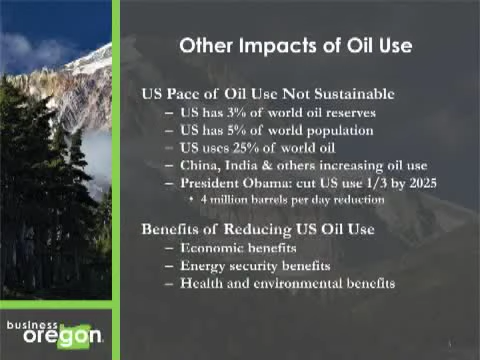 Other Impacts of Oil Use
US Pace of Oil Use Not Sustainable
– US has 3% of world oil reserves
– US has 5% of world population
– US uses 25% of world oil
– China, India & others increasing oil use
– President Obama: cut US use 1/3 by 2025
• 4 million barrels per day reduction
Benefits of Reducing US Oil Use
– Economic benefits
– Energy security benefits
– Health and environmental benefits
business
oregon